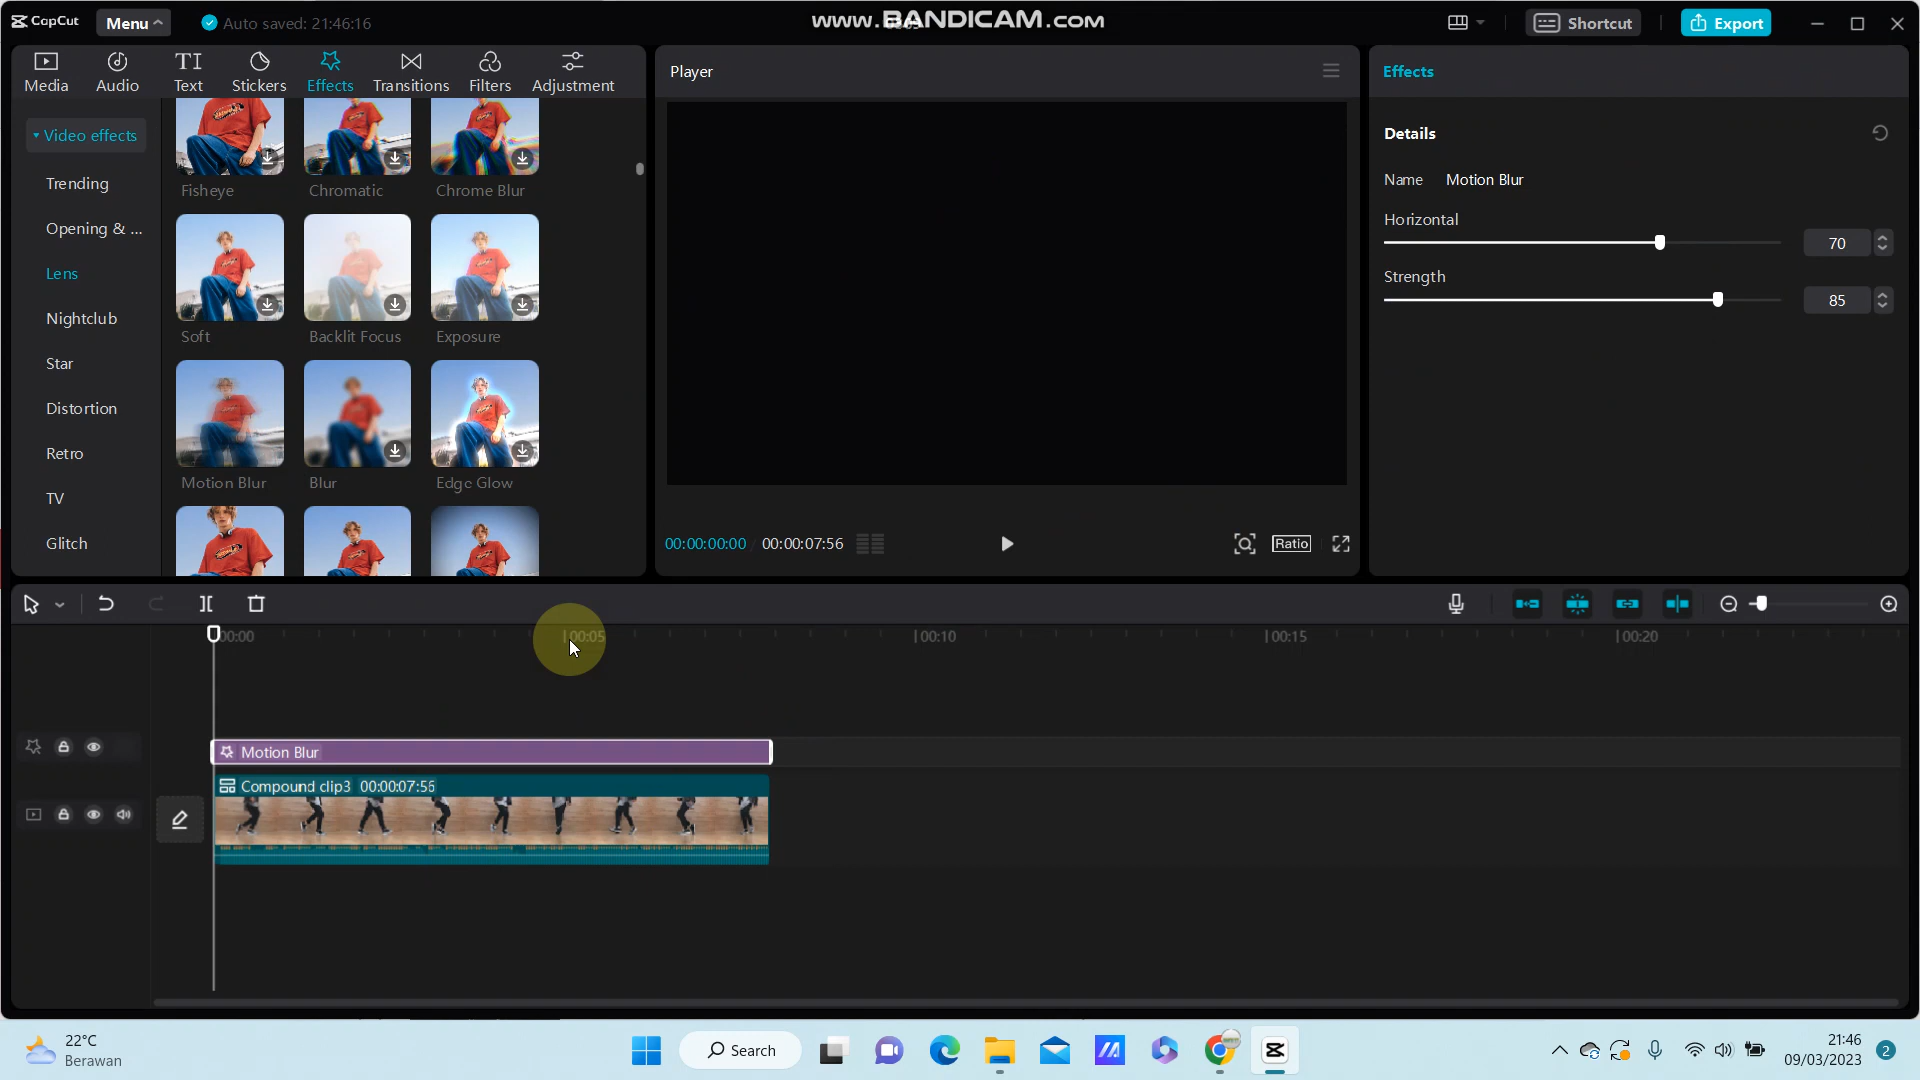 CapCut
Menu
Auto saved: 21:46:16
www.BANDICAM.com
Shortcut
Export
Media
Audio
TI
Text
Stickers
Effects
Transitions
Filters
Adjustment
Player
Effects
Video effects
Trending
Opening & ...
Lens
Nightclub
Star
Distortion
Retro
TV
Glitch
Fisheye
Chromatic
Chrome Blur
Soft
Backlit Focus
Exposure
Motion Blur
Blur
Edge Glow
Details
Name Motion Blur
Horizontal
70
Strength
85
00:00:00:00 / 00:00:07:56
Ratio
00:00
00:05
00:10
00:15
00:20
Motion Blur
Compound clip3 00:00:07:56
22°C
Berawan
Search
21:46
09/03/2023
2